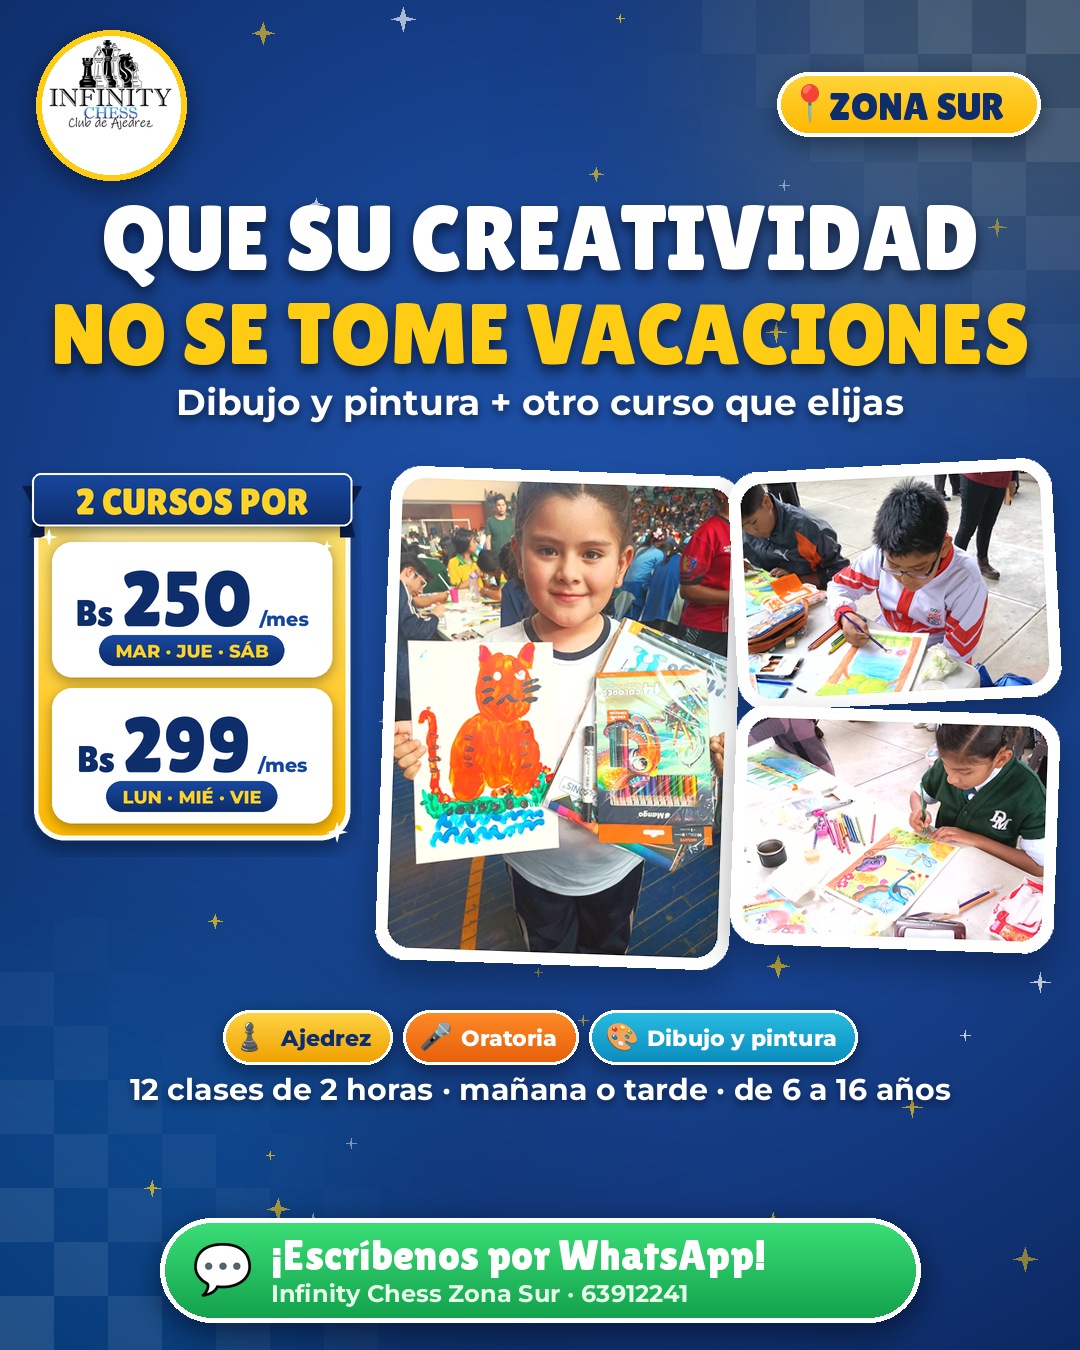 INFINITY
CHESS
Club de Ajedrez
ZONA SUR
QUE SU CREATIVIDAD
NO SE TOME VACACIONES
Dibujo y pintura + otro curso que elijas
2 CURSOS POR
Bs 250 /mes
MAR · JUE · SÁB
Bs 299 /mes
LUN · MIÉ · VIE
COLORES
Mango
DM
Ajedrez
Oratoria
Dibujo y pintura
12 clases de 2 horas · mañana o tarde · de 6 a 16 años
¡Escríbenos por WhatsApp!
Infinity Chess Zona Sur · 63912241